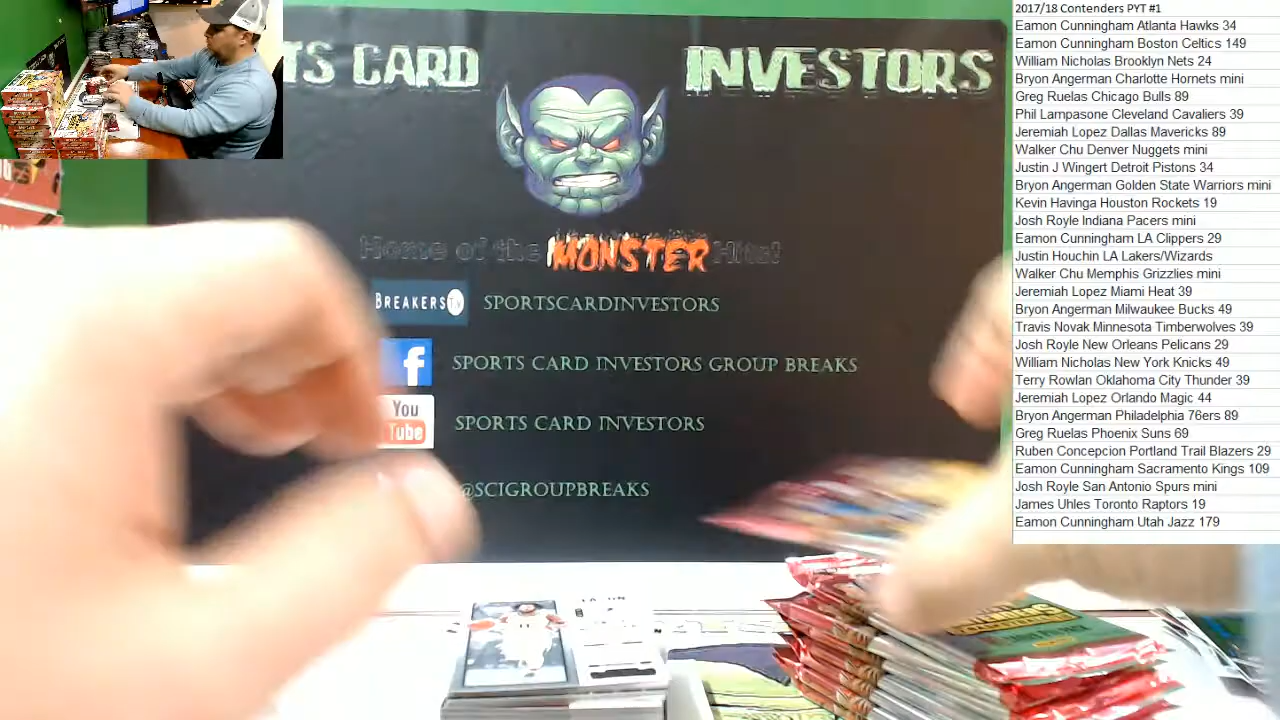 TS CARD INVESTORS
Home of the MONSTER Hits!
BREAKERSTV SPORTSCARDINVESTORS
f SPORTS CARD INVESTORS GROUP BREAKS
You Tube SPORTS CARD INVESTORS
@SCIGROUPBREAKS
2017/18 Contenders PYT #1
Eamon Cunningham Atlanta Hawks 34
Eamon Cunningham Boston Celtics 149
William Nicholas Brooklyn Nets 24
Bryon Angerman Charlotte Hornets mini
Greg Ruelas Chicago Bulls 89
Phil Lampasone Cleveland Cavaliers 39
Jeremiah Lopez Dallas Mavericks 89
Walker Chu Denver Nuggets mini
Justin J Wingert Detroit Pistons 34
Bryon Angerman Golden State Warriors mini
Kevin Havinga Houston Rockets 19
Josh Royle Indiana Pacers mini
Eamon Cunningham LA Clippers 29
Justin Houchin LA Lakers/Wizards
Walker Chu Memphis Grizzlies mini
Jeremiah Lopez Miami Heat 39
Bryon Angerman Milwaukee Bucks 49
Travis Novak Minnesota Timberwolves 39
Josh Royle New Orleans Pelicans 29
William Nicholas New York Knicks 49
Terry Rowlan Oklahoma City Thunder 39
Jeremiah Lopez Orlando Magic 44
Bryon Angerman Philadelphia 76ers 89
Greg Ruelas Phoenix Suns 69
Ruben Concepcion Portland Trail Blazers 29
Eamon Cunningham Sacramento Kings 109
Josh Royle San Antonio Spurs mini
James Uhles Toronto Raptors 19
Eamon Cunningham Utah Jazz 179